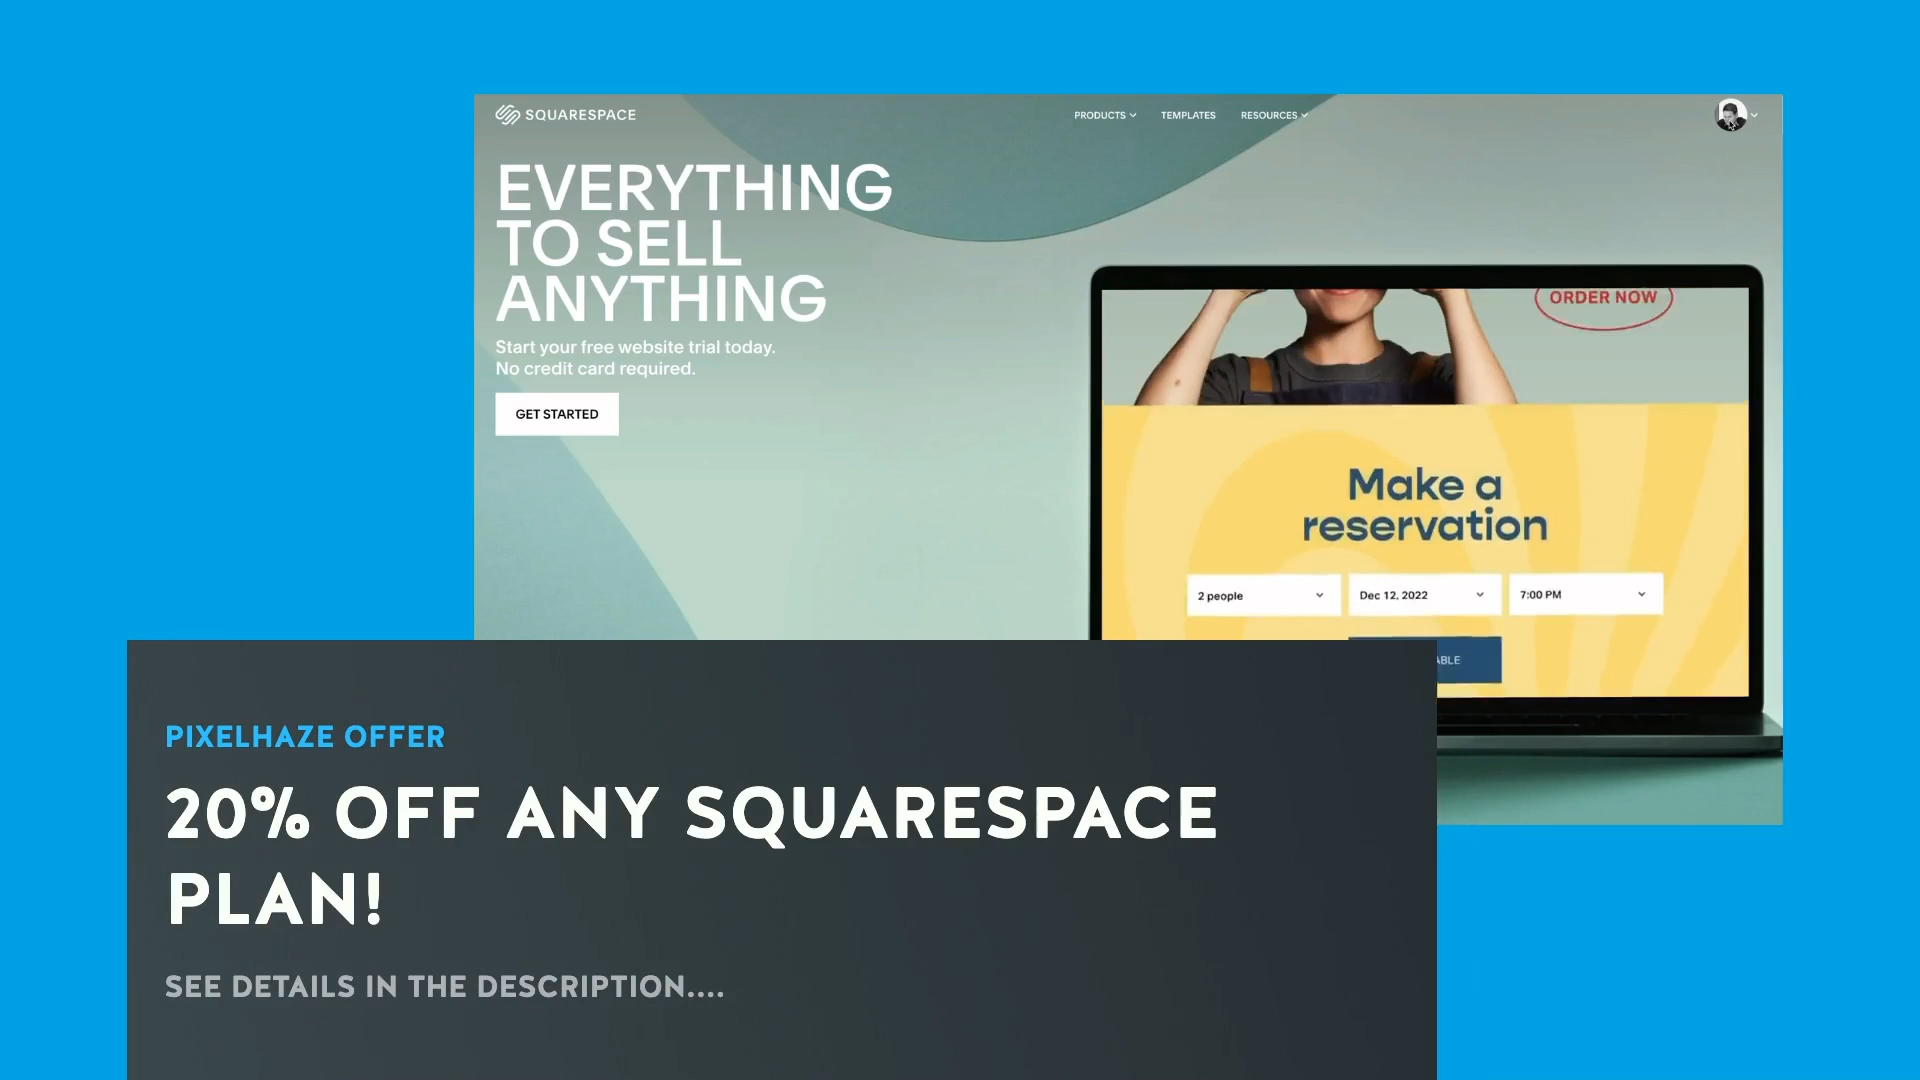 SQUARESPACE
PRODUCTS
TEMPLATES
RESOURCES
EVERYTHING
TO SELL
ANYTHING
Start your free website trial today.
No credit card required.
GET STARTED
ORDER NOW
Make a
reservation
2 people
Dec 12, 2022
7:00 PM
PIXELHAZE OFFER
20% OFF ANY SQUARESPACE
PLAN!
SEE DETAILS IN THE DESCRIPTION....